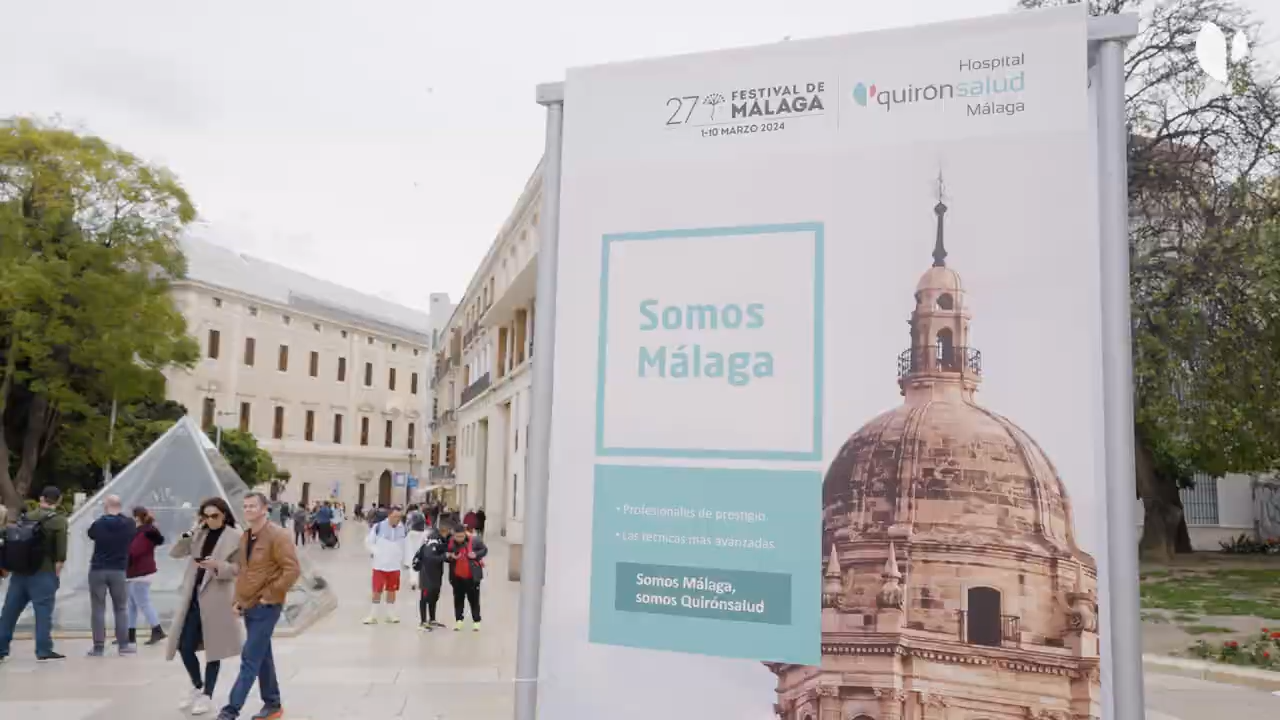 27 FESTIVAL DE
MÁLAGA
1-10 MARZO 2024
Hospital
quirónsalud
Málaga
Somos
Málaga
• Profesionales de prestigio.
• Las técnicas más avanzadas.
Somos Málaga,
somos Quirónsalud